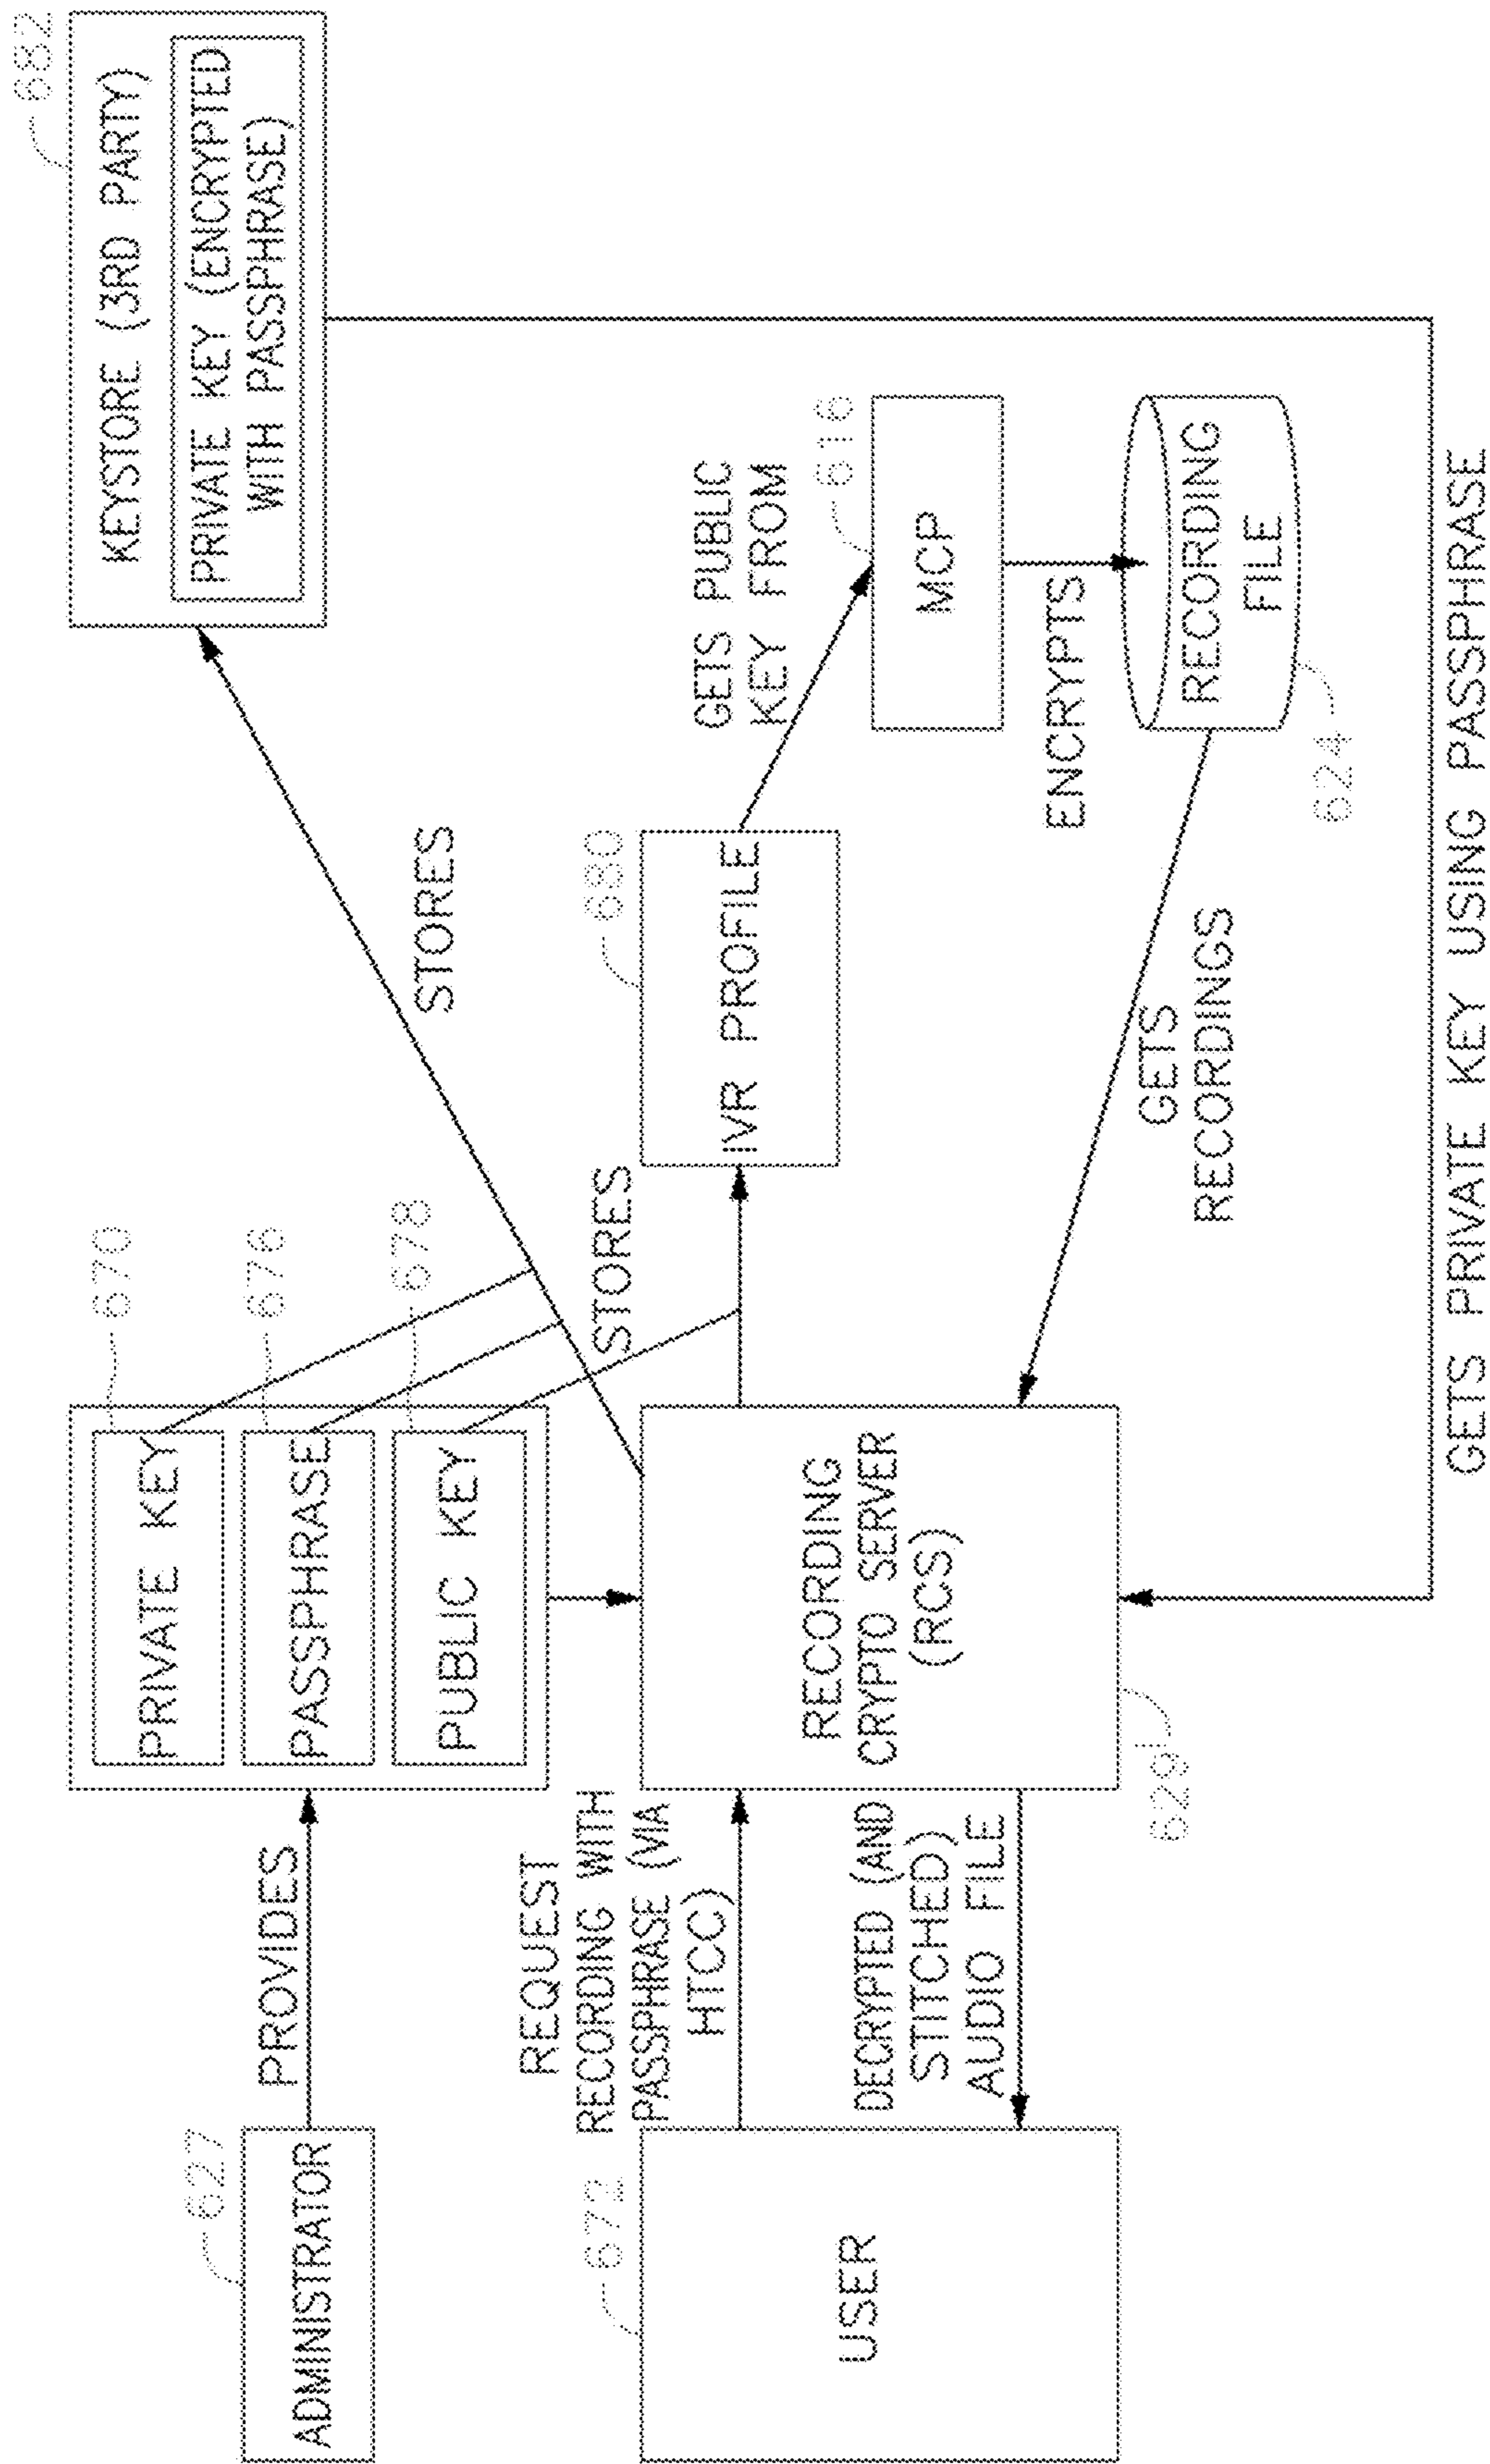 682
KEYSTORE (3RD PARTY)
PRIVATE KEY (ENCRYPTED
WITH PASSPHRASE)
627
ADMINISTRATOR
PROVIDES
670
PRIVATE KEY
676
PASSPHRASE
678
PUBLIC KEY
STORES
STORES
680
IVR PROFILE
GETS PUBLIC
KEY FROM
616
MCP
ENCRYPTS
RECORDING
FILE
624
672
USER
REQUEST
RECORDING WITH
PASSPHRASE (VIA
HTCC)
DECRYPTED (AND
STITCHED)
AUDIO FILE
RECORDING
CRYPTO SERVER
(RCS)
629'
GETS
RECORDINGS
GETS PRIVATE KEY USING PASSPHRASE